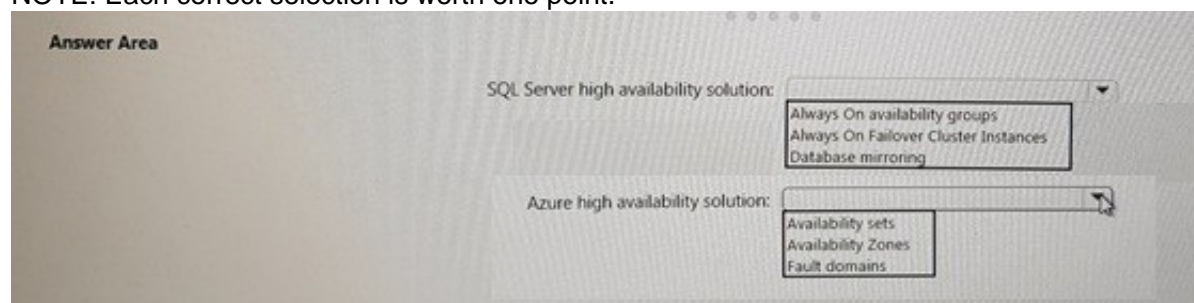 NOTE: Each correct selection is worth one point.
Answer Area
SQL Server high availability solution:
Always On availability groups
Always On Failover Cluster Instances
Database mirroring
Azure high availability solution:
Availability sets
Availability Zones
Fault domains